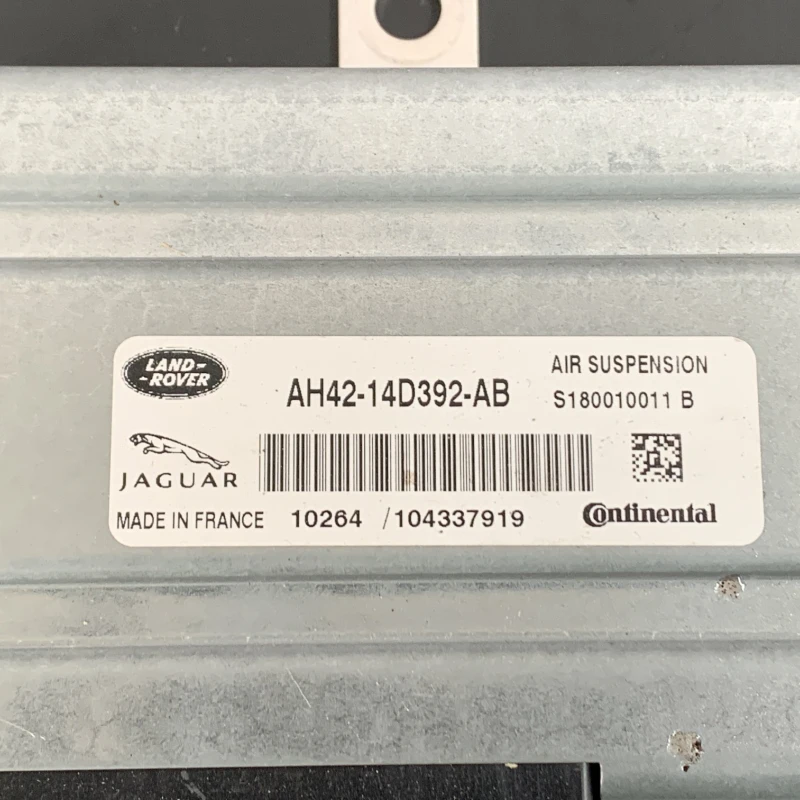 LAND-
-ROVER
AH42-14D392-AB
AIR SUSPENSION
S180010011 B
JAGUAR
MADE IN FRANCE
10264 /104337919
Continental